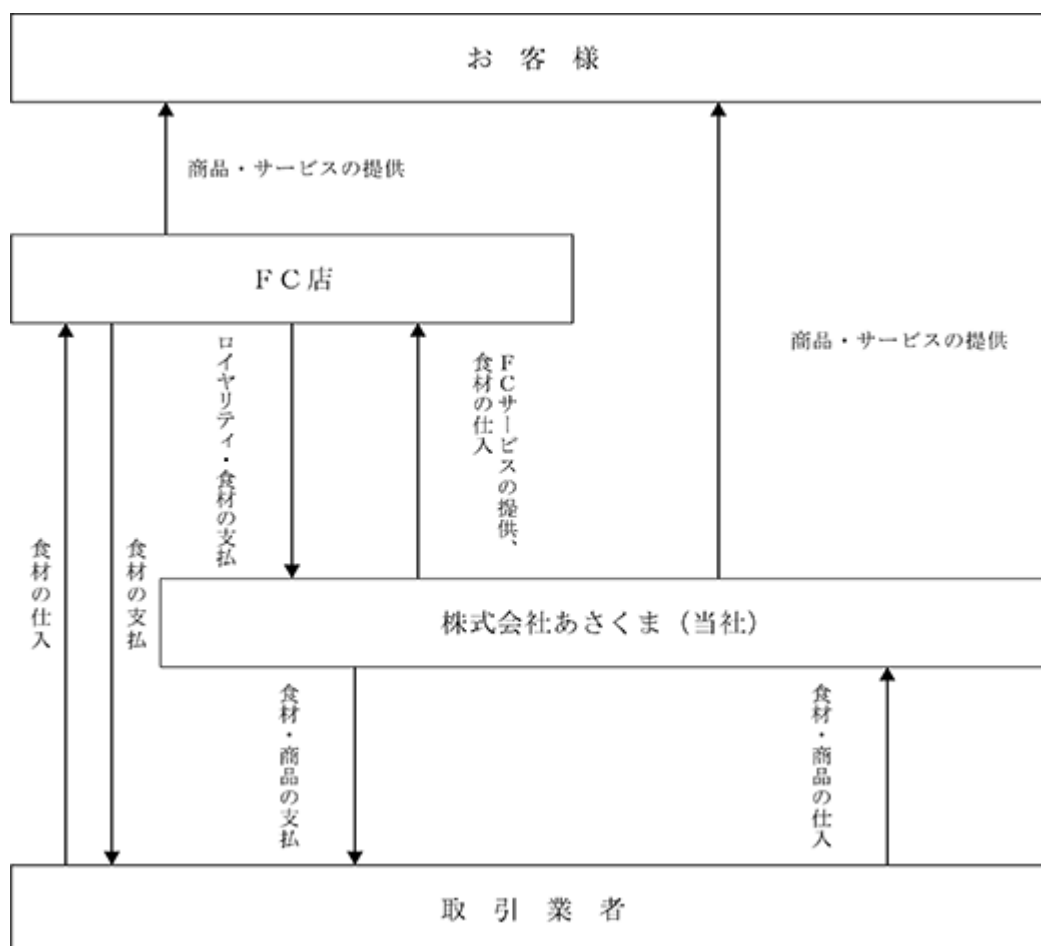 お 客 様
商品・サービスの提供
ＦＣ店
商品・サービスの提供
ロイヤリティ・食材の支払
ＦＣサービスの提供、
食材の仕入
食材の仕入
食材の支払
株式会社あさくま（当社）
食材・商品の支払
食材・商品の仕入
取 引 業 者